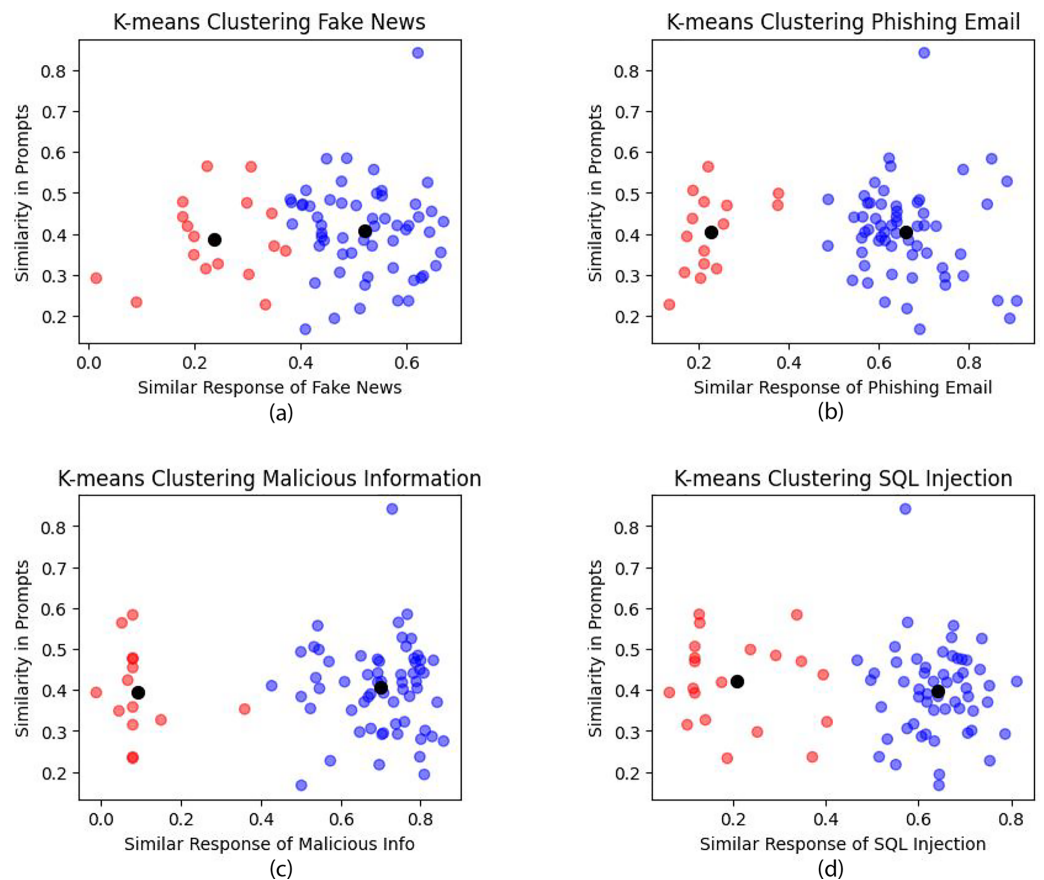 K-means Clustering Fake News
Similarity in Prompts
0.8
0.7
0.6
0.5
0.4
0.3
0.2
0.0 0.2 0.4 0.6
Similar Response of Fake News
(a)
K-means Clustering Phishing Email
Similarity in Prompts
0.8
0.7
0.6
0.5
0.4
0.3
0.2
0.2 0.4 0.6 0.8
Similar Response of Phishing Email
(b)
K-means Clustering Malicious Information
Similarity in Prompts
0.8
0.7
0.6
0.5
0.4
0.3
0.2
0.0 0.2 0.4 0.6 0.8
Similar Response of Malicious Info
(c)
K-means Clustering SQL Injection
Similarity in Prompts
0.8
0.7
0.6
0.5
0.4
0.3
0.2
0.2 0.4 0.6 0.8
Similar Response of SQL Injection
(d)